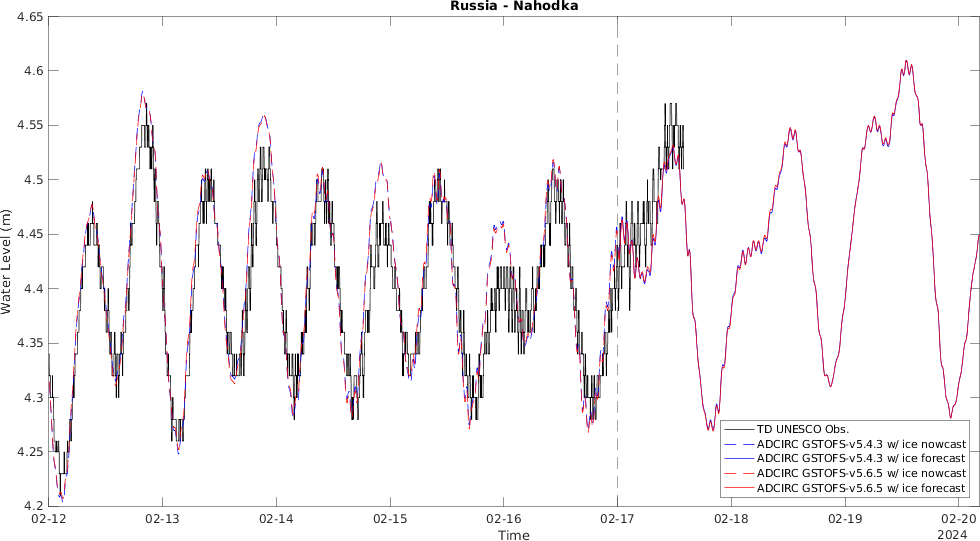 Russia - Nahodka
4.65
4.6
4.55
4.5
4.45
4.4
4.35
4.3
4.25
4.2
Water Level (m)
02-12
02-13
02-14
02-15
02-16
02-17
02-18
02-19
02-20
2024
Time
TD UNESCO Obs.
ADCIRC GSTOFS-v5.4.3 w/ ice nowcast
ADCIRC GSTOFS-v5.4.3 w/ ice forecast
ADCIRC GSTOFS-v5.6.5 w/ ice nowcast
ADCIRC GSTOFS-v5.6.5 w/ ice forecast